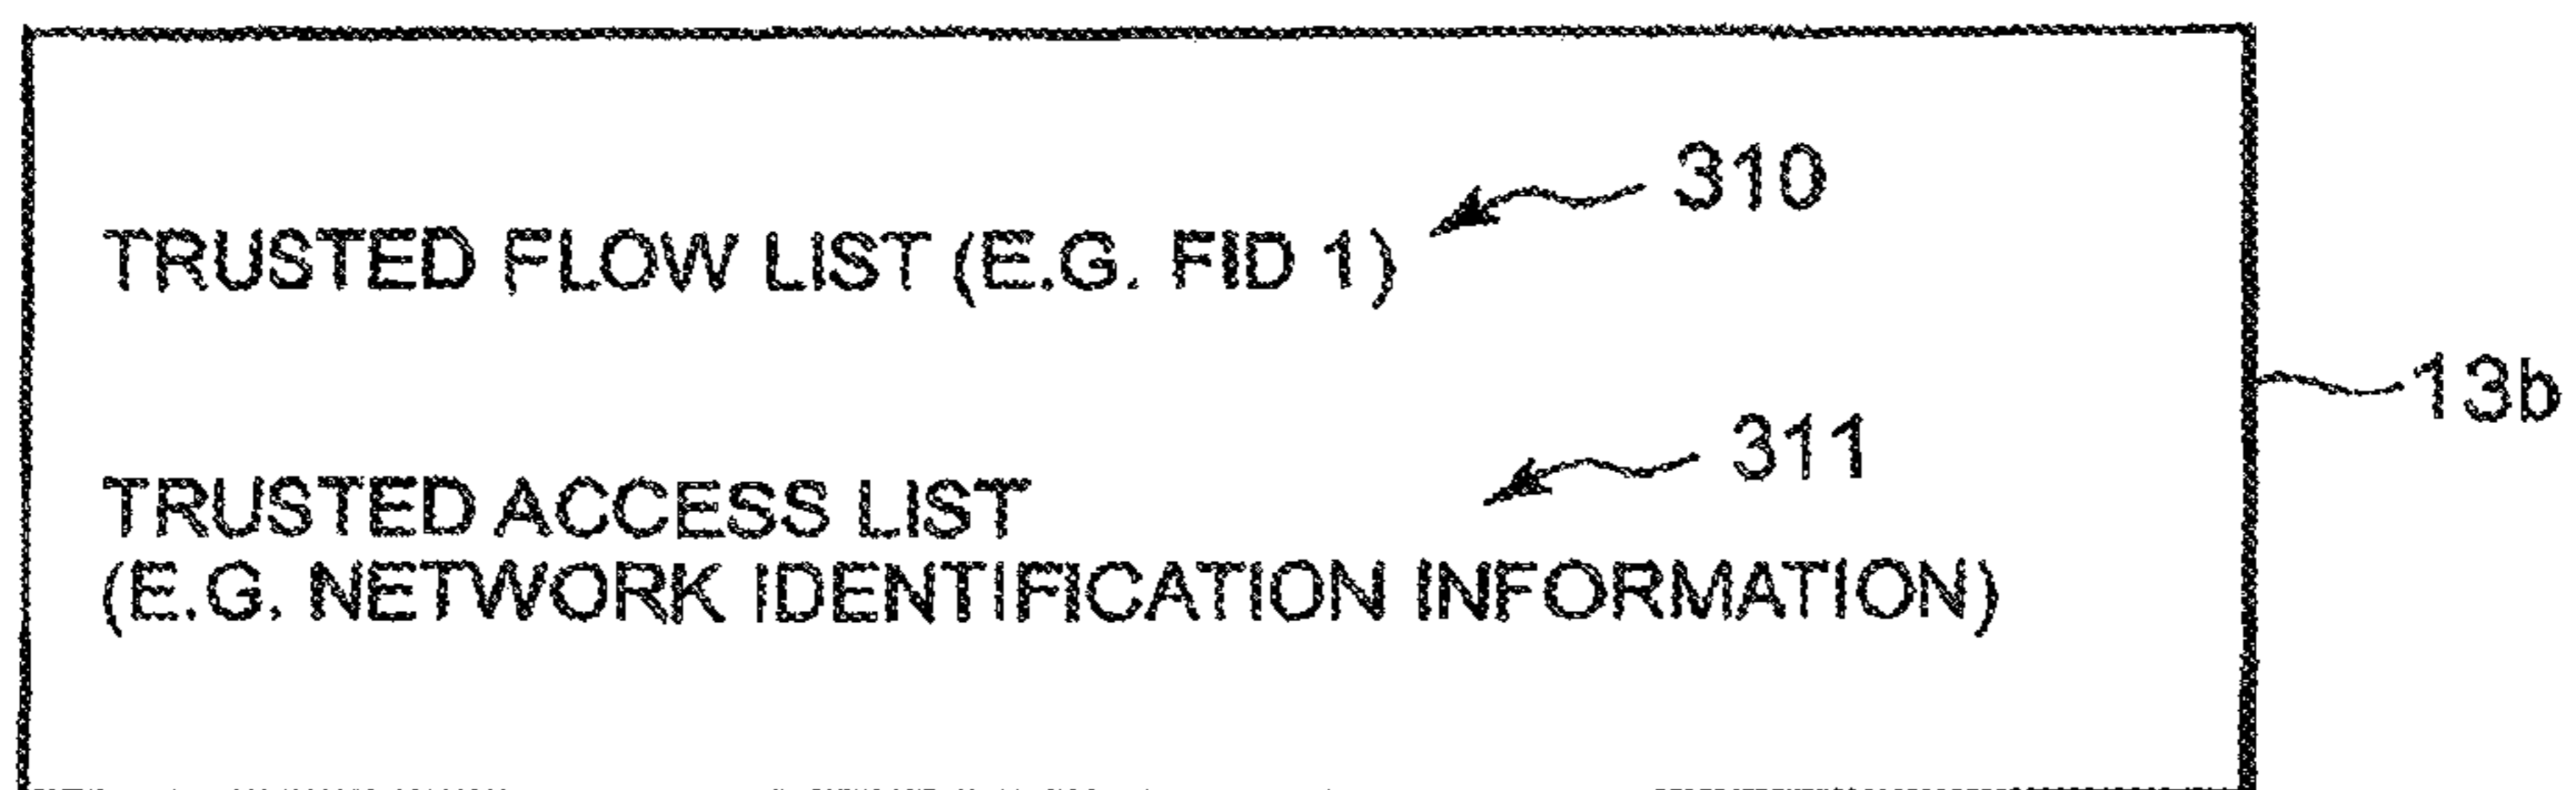 310
TRUSTED FLOW LIST (E.G. FID 1)
13b
311
TRUSTED ACCESS LIST
(E.G. NETWORK IDENTIFICATION INFORMATION)